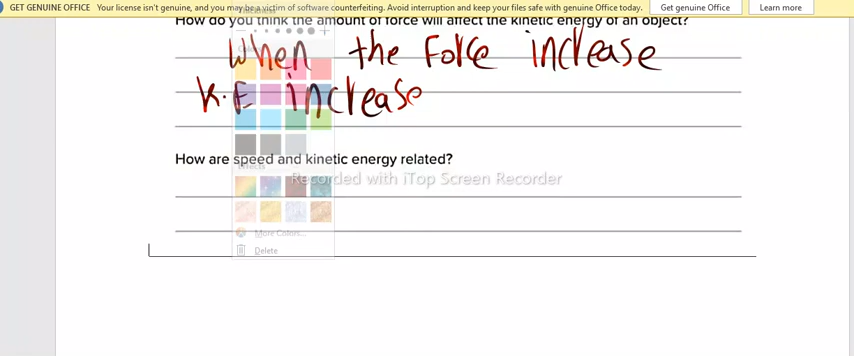 GET GENUINE OFFICE Your license isn't genuine, and you may be a victim of software counterfeiting. Avoid interruption and keep your files safe with genuine Office today. Get genuine Office Learn more
How do you think the amount of force will affect the kinetic energy of an object?
When the Force increase
K.E increase
How are speed and kinetic energy related?
Effects
Recorded with iTop Screen Recorder
More Colors...
Delete